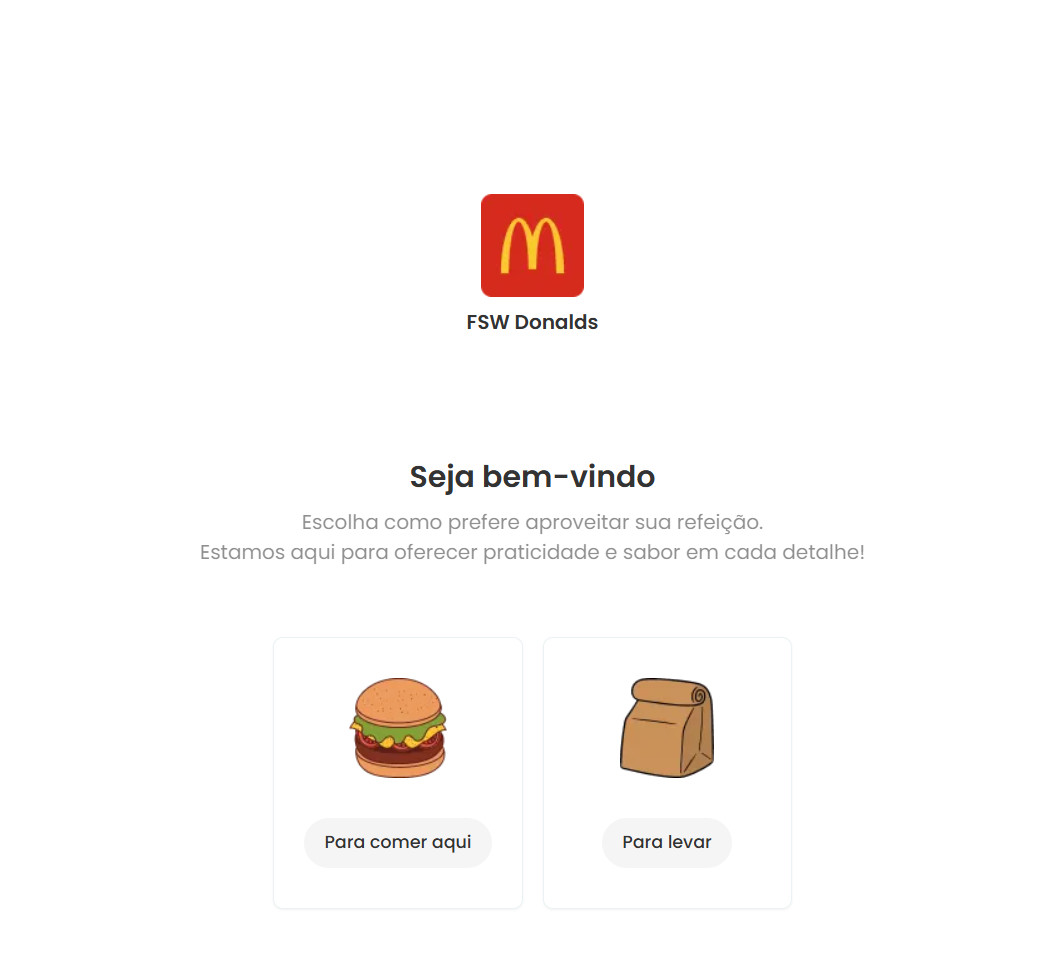 FSW Donalds
Seja bem-vindo
Escolha como prefere aproveitar sua refeição.
Estamos aqui para oferecer praticidade e sabor em cada detalhe!
Para comer aqui
Para levar